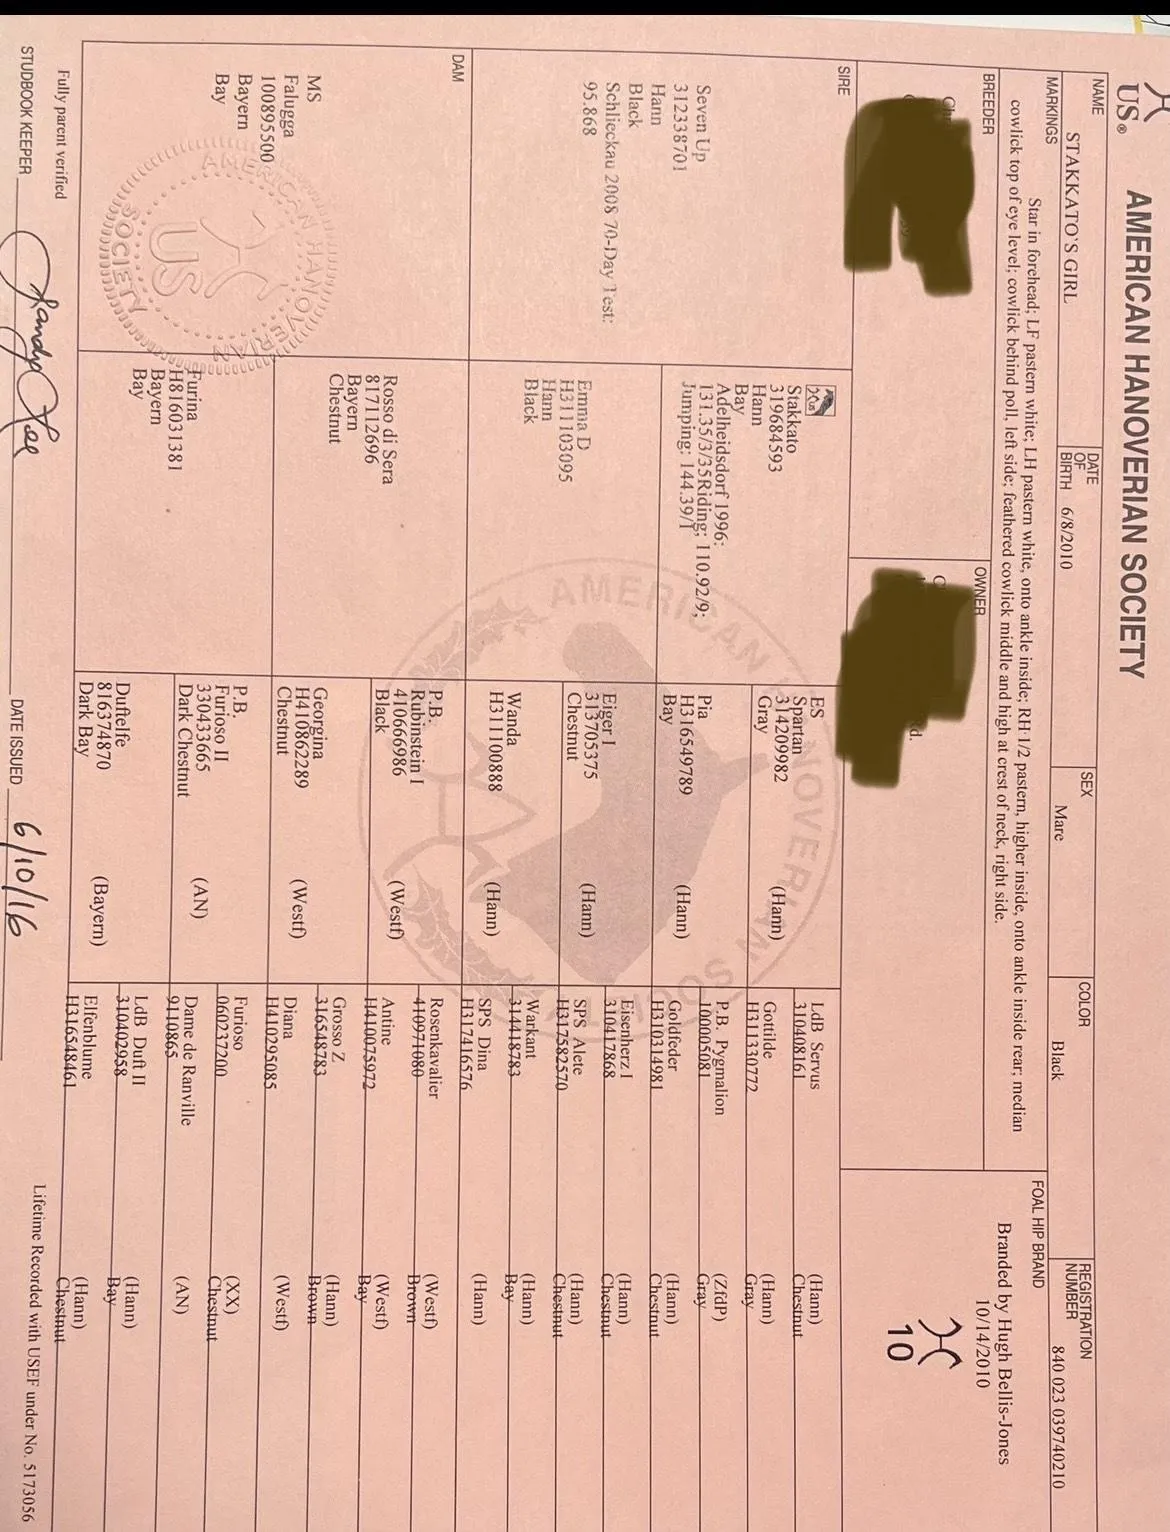 US® AMERICAN HANOVERIAN SOCIETY
NAME
STAKKATO'S GIRL
DATE
OF
BIRTH 6/8/2010
SEX
Mare
COLOR
Black
REGISTRATION
NUMBER
840 023 039740210
MARKINGS
Star in forehead; LF pastern white; LH pastern white, onto ankle inside; RH 1/2 pastern, higher inside, onto ankle inside rear; median
cowlick top of eye level; cowlick behind poll, left side; feathered cowlick middle and high at crest of neck, right side.
FOAL HIP BRAND
Branded by Hugh Bellis-Jones
10/14/2010
10
BREEDER
OWNER
SIRE
Seven Up
312338701
Hann
Black
Schlieckau 2008 70-Day Test:
95.868
Stakkato
319684593
Hann
Bay
Adelheidsdorf 1996:
131.35/3/35Riding: 110.92/9;
Jumping: 144.39/1
Emma D
H311103095
Hann
Black
ES
Spartan
314209982 (Hann)
Gray
Pia
H316549789 (Hann)
Bay
Eiger I
313705375 (Hann)
Chestnut
Wanda
H311100888 (Hann)
LdB Servus (Hann)
310408161 Chestnut
Gottilde (Hann)
H311330772 Gray
P.B. Pygmalion (ZfdP)
100005081 Gray
Goldfeder (Hann)
H310314981 Chestnut
Eisenherz I (Hann)
310417868 Chestnut
SPS Alete (Hann)
H317582570 Chestnut
Warkant (Hann)
314418783 Bay
SPS Dina (Hann)
H317416576
DAM
MS
Falugga
100895500
Bayern
Bay
Rosso di Sera
817112696
Bayern
Chestnut
Furina
H816031381
Bayern
Bay
P.B.
Rubinstein I
410666986 (Westf)
Black
Georgina
H410862289 (Westf)
Chestnut
P.B.
Furioso II
330433665 (AN)
Dark Chestnut
Duftelfe
816374870 (Bayern)
Dark Bay
Rosenkavalier (Westf)
410971080 Brown
Antine (Westf)
H410075972 Bay
Grosso Z (Hann)
316548783 Brown
Diana (Westf)
H410295085
Furioso (XX)
060237200 Chestnut
Dame de Ranville (AN)
9110865
LdB Duft II (Hann)
310402958 Bay
Elfenblume (Hann)
H316548461 Chestnut
AMERICAN HANOVERIAN SOCIETY
AMERICAN HANOVERIAN SOCIETY
US
Fully parent verified
Lifetime Recorded with USEF under No. 5173056
STUDBOOK KEEPER
DATE ISSUED 6/10/16